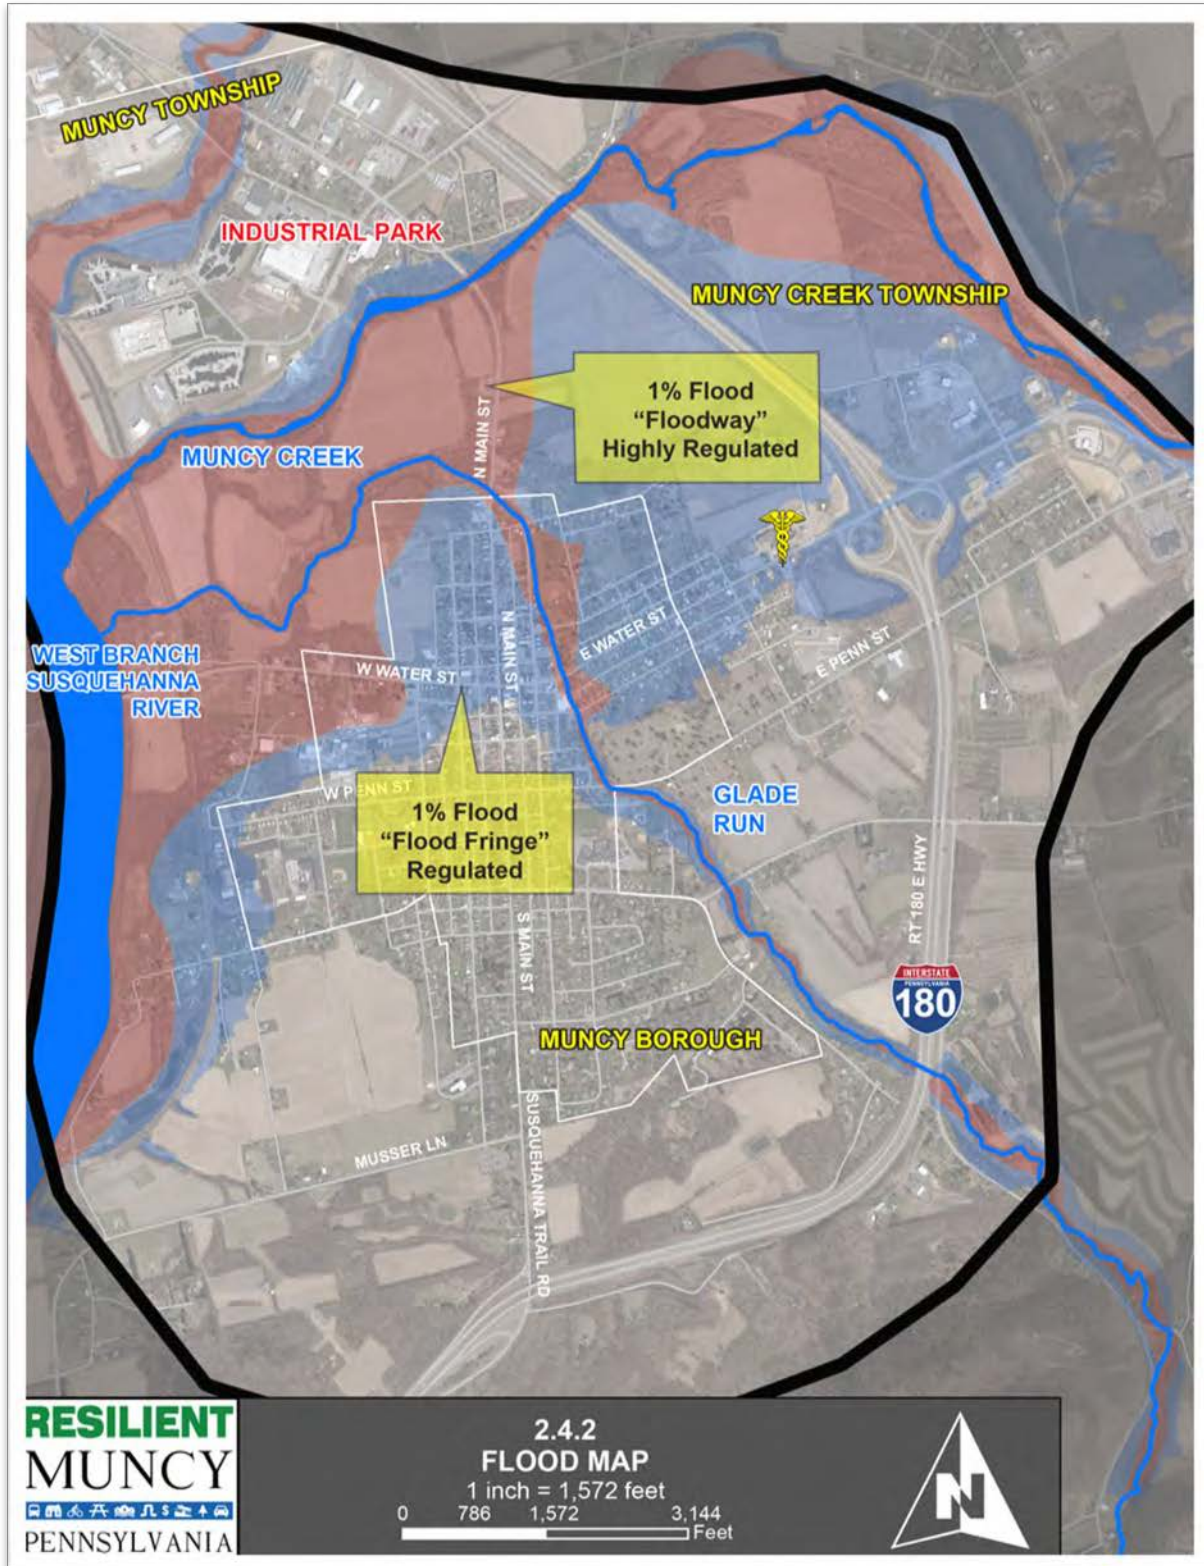 MUNCY TOWNSHIP
INDUSTRIAL PARK
MUNCY CREEK TOWNSHIP
1% Flood
“Floodway”
Highly Regulated
N MAIN ST
MUNCY CREEK
N MAIN ST
E WATER ST
E PENN ST
W WATER ST
WEST BRANCH
SUSQUEHANNA
RIVER
W PENN ST
1% Flood
“Flood Fringe”
Regulated
GLADE
RUN
RT 180 E HWY
S MAIN ST
INTERSTATE
PENNSYLVANIA
180
MUNCY BOROUGH
SUSQUEHANNA TRAIL RD
MUSSER LN
RESILIENT
MUNCY
PENNSYLVANIA
2.4.2
FLOOD MAP
1 inch = 1,572 feet
0 786 1,572 3,144
Feet
N